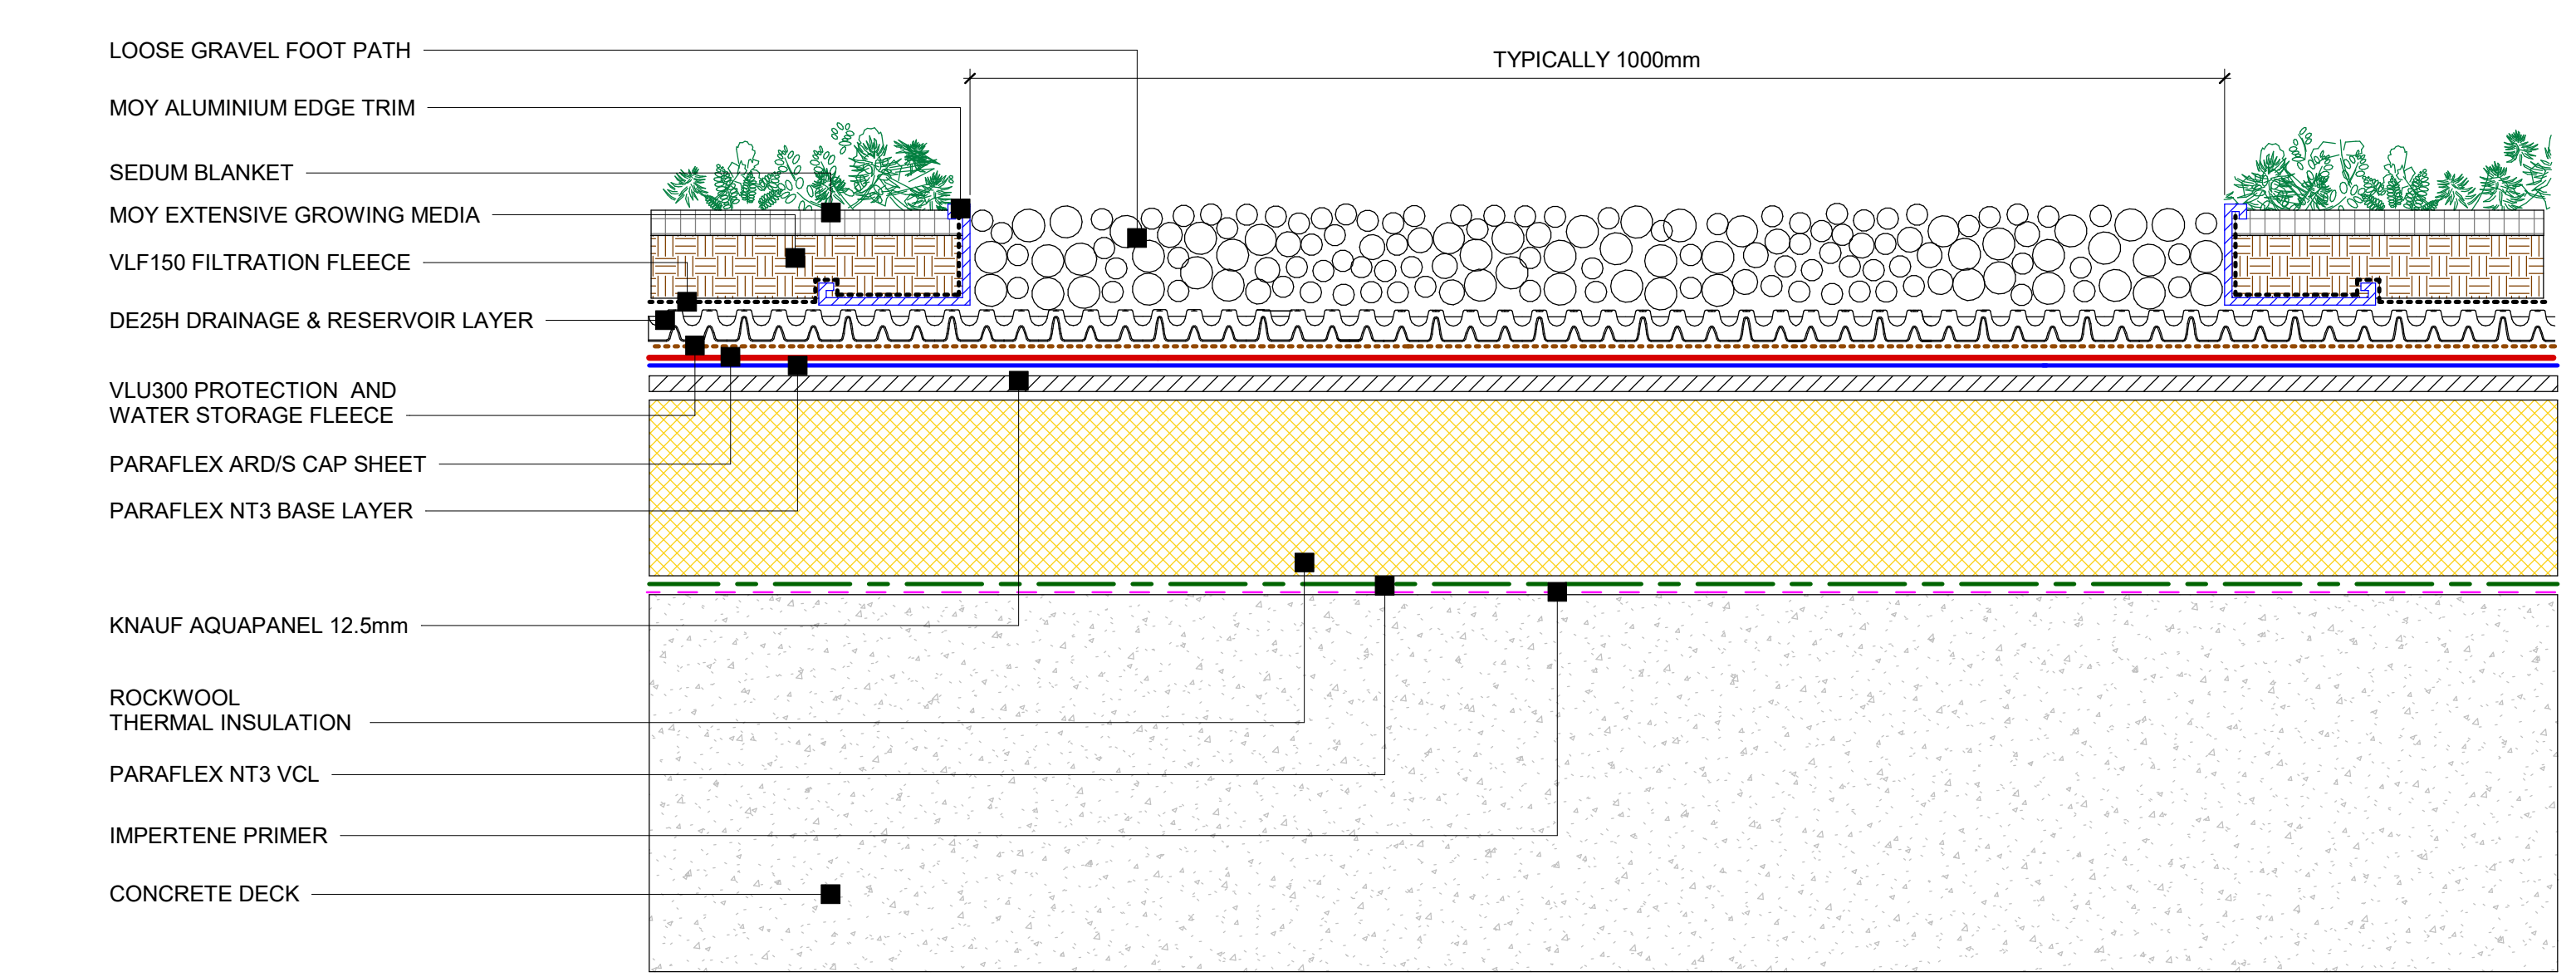 LOOSE GRAVEL FOOT PATH
TYPICALLY 1000mm
MOY ALUMINIUM EDGE TRIM
SEDUM BLANKET
MOY EXTENSIVE GROWING MEDIA
VLF150 FILTRATION FLEECE
DE25H DRAINAGE & RESERVOIR LAYER
VLU300 PROTECTION AND
WATER STORAGE FLEECE
PARAFLEX ARD/S CAP SHEET
PARAFLEX NT3 BASE LAYER
KNAUF AQUAPANEL 12.5mm
ROCKWOOL
THERMAL INSULATION
PARAFLEX NT3 VCL
IMPERTENE PRIMER
CONCRETE DECK